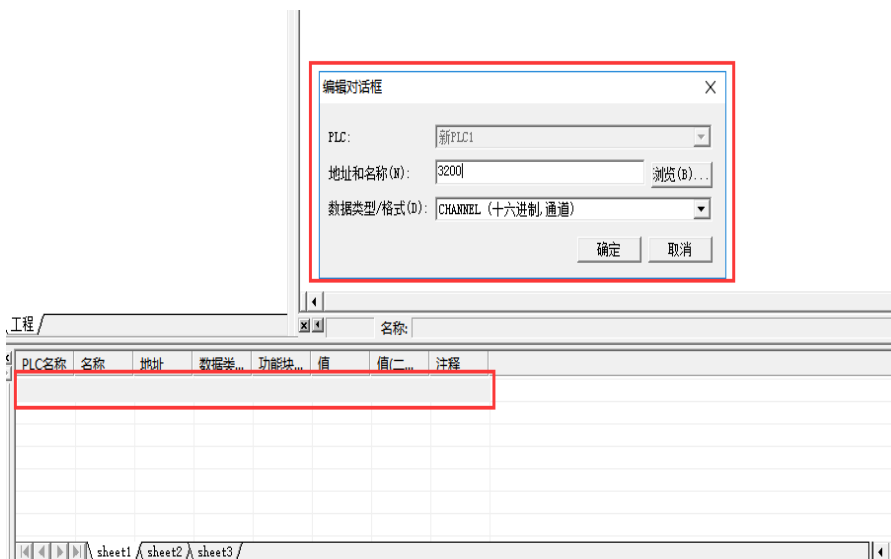 编辑对话框
PLC:
新PLC1
地址和名称(N):
3200
浏览(B)...
数据类型/格式(D):
CHANNEL (十六进制,通道)
确定
取消
工程
名称:
PLC名称 名称 地址 数据类... 功能块... 值 值(二... 注释
sheet1 sheet2 sheet3